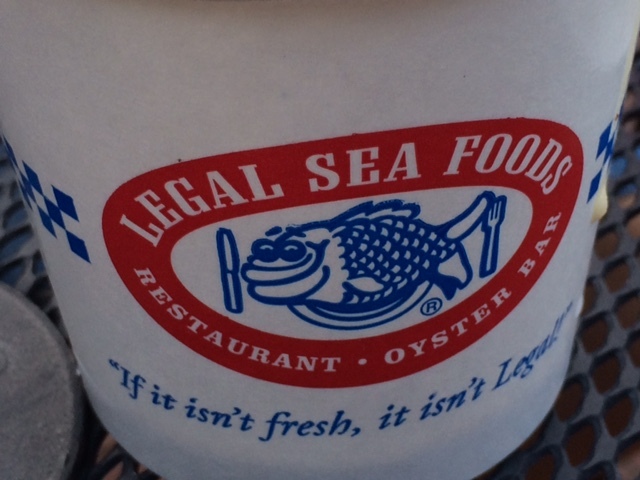 LEGAL SEA FOODS
®
RESTAURANT • OYSTER BAR
"If it isn't fresh, it isn't Legal!"